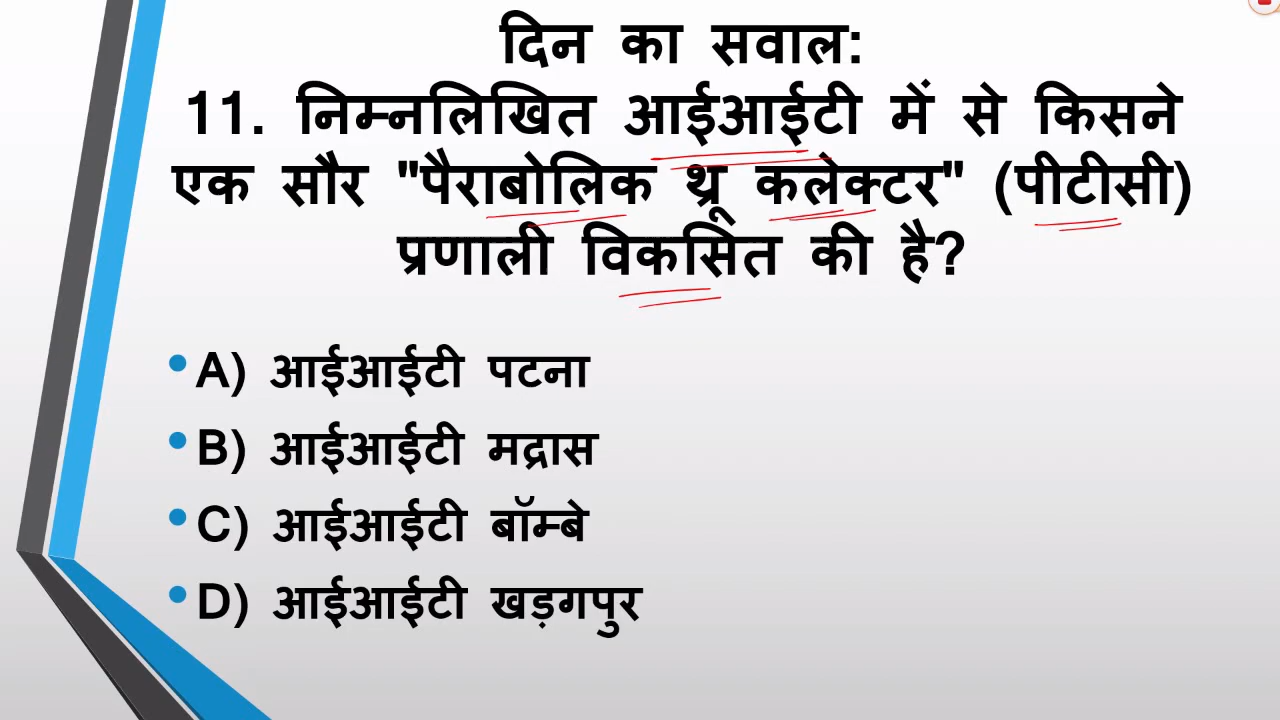 दिन का सवाल:
11. निम्नलिखित आईआईटी में से किसने
एक सौर "पैराबोलिक थ्रू कलेक्टर" (पीटीसी)
प्रणाली विकसित की है?
• A) आईआईटी पटना
• B) आईआईटी मद्रास
• C) आईआईटी बॉम्बे
• D) आईआईटी खड़गपुर